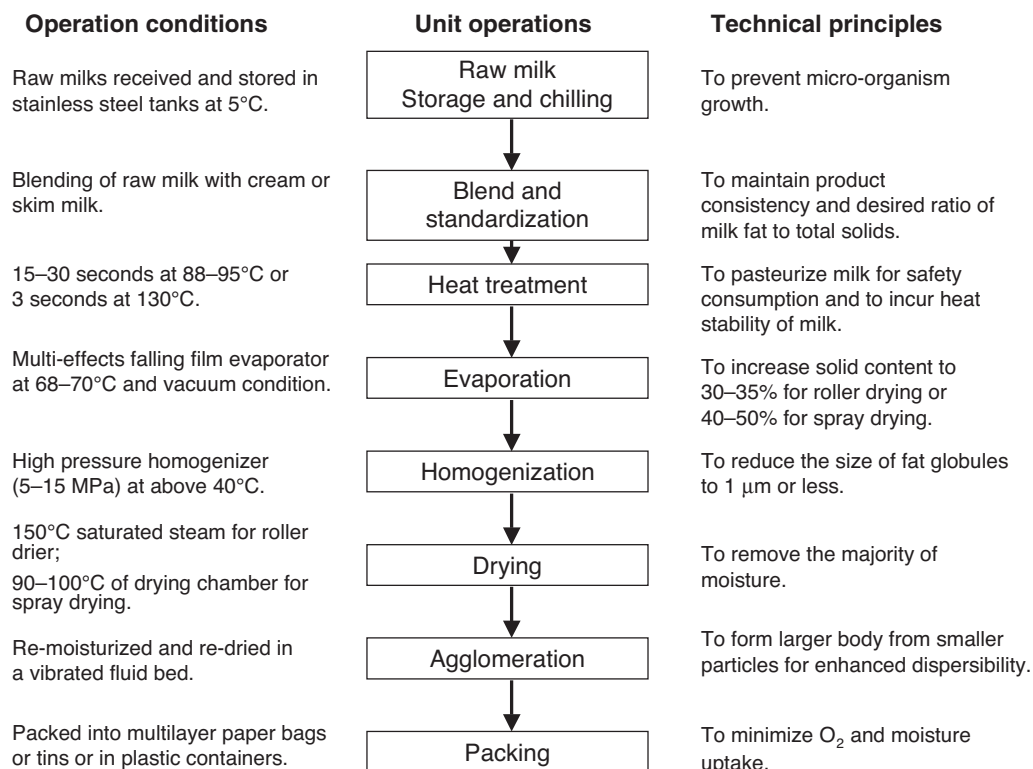 Operation conditions
Unit operations
Technical principles
Raw milks received and stored in
stainless steel tanks at 5°C.
Raw milk
Storage and chilling
To prevent micro-organism
growth.
Blending of raw milk with cream or
skim milk.
Blend and
standardization
To maintain product
consistency and desired ratio of
milk fat to total solids.
15–30 seconds at 88–95°C or
3 seconds at 130°C.
Heat treatment
To pasteurize milk for safety
consumption and to incur heat
stability of milk.
Multi-effects falling film evaporator
at 68–70°C and vacuum condition.
Evaporation
To increase solid content to
30–35% for roller drying or
40–50% for spray drying.
High pressure homogenizer
(5–15 MPa) at above 40°C.
Homogenization
To reduce the size of fat globules
to 1 μm or less.
150°C saturated steam for roller
drier;
90–100°C of drying chamber for
spray drying.
Drying
To remove the majority of
moisture.
Re-moisturized and re-dried in
a vibrated fluid bed.
Agglomeration
To form larger body from smaller
particles for enhanced dispersibility.
Packed into multilayer paper bags
or tins or in plastic containers.
Packing
To minimize O₂ and moisture
uptake.